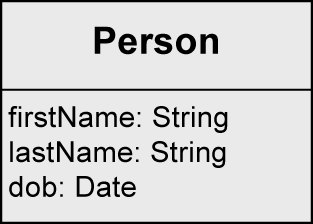 Person
firstName: String
lastName: String
dob: Date